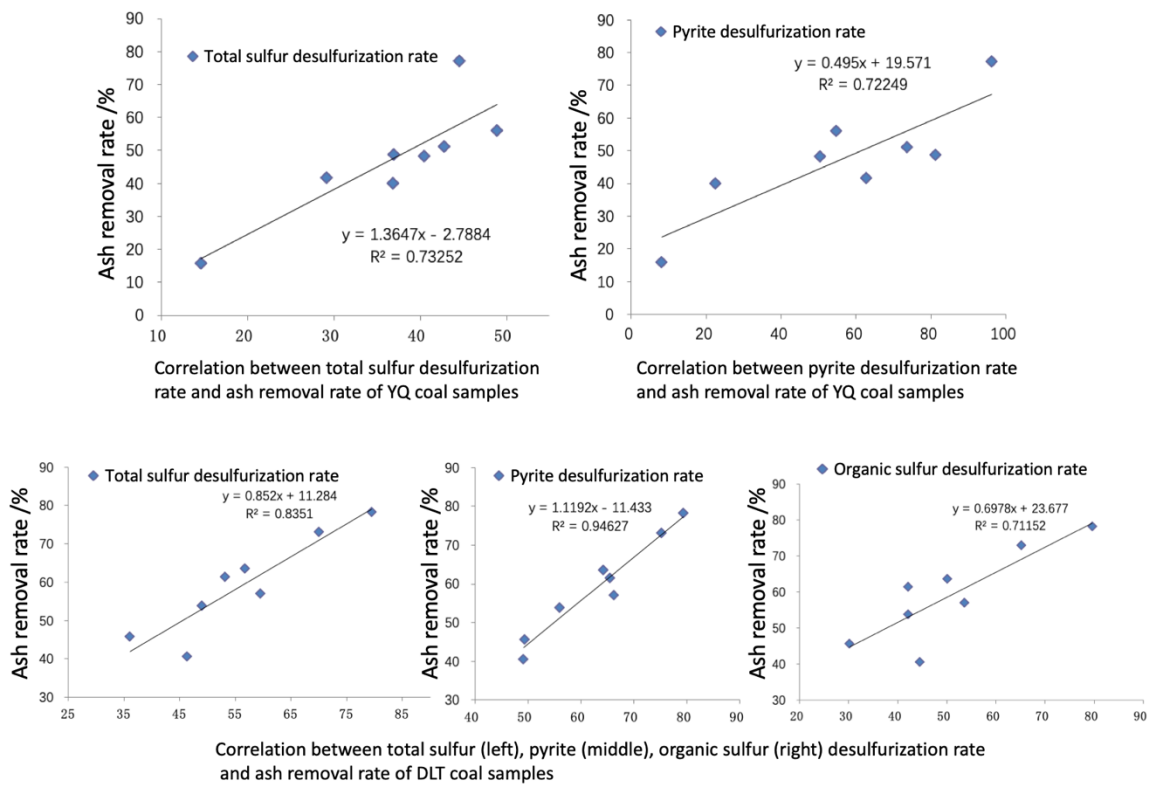 Ash removal rate /%
90
80
70
60
50
40
30
20
10
0
Total sulfur desulfurization rate
y = 1.3647x - 2.7884
R² = 0.73252
10 20 30 40 50
Correlation between total sulfur desulfurization
rate and ash removal rate of YQ coal samples
Ash removal rate /%
90
80
70
60
50
40
30
20
10
0
Pyrite desulfurization rate
y = 0.495x + 19.571
R² = 0.72249
0 20 40 60 80 100
Correlation between pyrite desulfurization rate
and ash removal rate of YQ coal samples
Ash removal rate /%
90
80
70
60
50
40
30
Total sulfur desulfurization rate
y = 0.852x + 11.284
R² = 0.8351
25 35 45 55 65 75 85
Ash removal rate /%
90
80
70
60
50
40
30
Pyrite desulfurization rate
y = 1.1192x - 11.433
R² = 0.94627
40 50 60 70 80 90
Ash removal rate /%
90
80
70
60
50
40
30
Organic sulfur desulfurization rate
y = 0.6978x + 23.677
R² = 0.71152
20 30 40 50 60 70 80 90
Correlation between total sulfur (left), pyrite (middle), organic sulfur (right) desulfurization rate
and ash removal rate of DLT coal samples